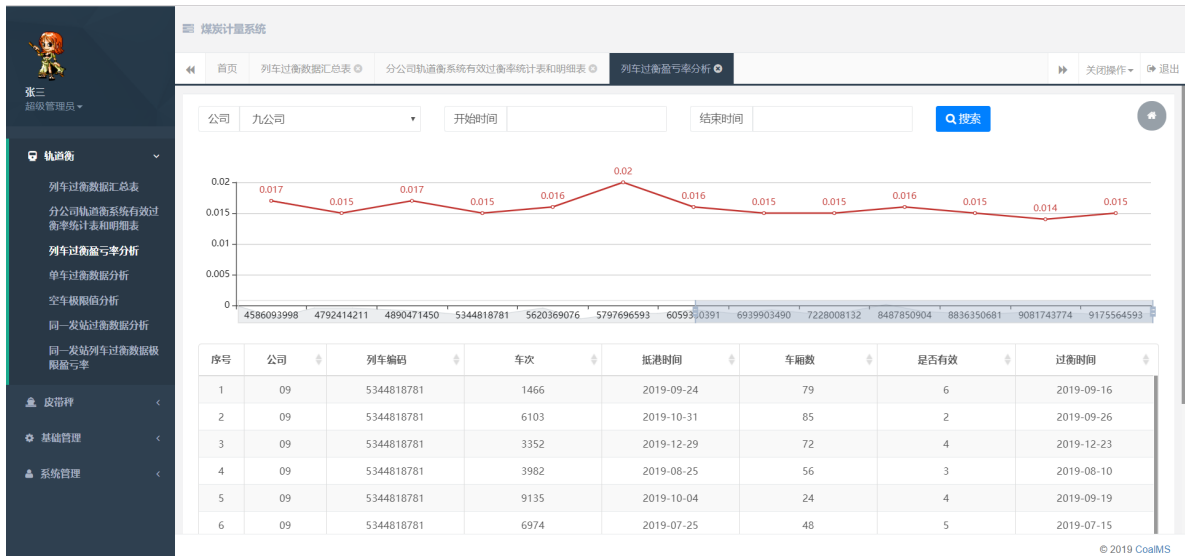 煤炭计量系统
首页 列车过衡数据汇总表 分公司轨道衡系统有效过衡率统计表和明细表 列车过衡盈亏率分析 关闭操作 退出
张三
超级管理员
轨道衡
列车过衡数据汇总表
分公司轨道衡系统有效过
衡率统计表和明细表
列车过衡盈亏率分析
单车过衡数据分析
空车极限值分析
同一发站过衡数据分析
同一发站列车过衡数据极
限盈亏率
皮带秤
基础管理
系统管理
公司 九公司 开始时间 结束时间 搜索
0.02
0.015
0.01
0.005
0
0.017 0.015 0.017 0.015 0.016 0.02 0.016 0.015 0.015 0.016 0.015 0.014 0.015
4586093998 4792414211 4890471450 5344818781 5620369076 5797696593 6939903490 7228008132 8487850904 8836350681 9081743774 9175564593
序号 公司 列车编码 车次 抵港时间 车厢数 是否有效 过衡时间
1 09 5344818781 1466 2019-09-24 79 6 2019-09-16
2 09 5344818781 6103 2019-10-31 85 2 2019-09-26
3 09 5344818781 3352 2019-12-29 72 4 2019-12-23
4 09 5344818781 3982 2019-08-25 56 3 2019-08-10
5 09 5344818781 9135 2019-10-04 24 4 2019-09-19
6 09 5344818781 6974 2019-07-25 48 5 2019-07-15
© 2019 CoalMS